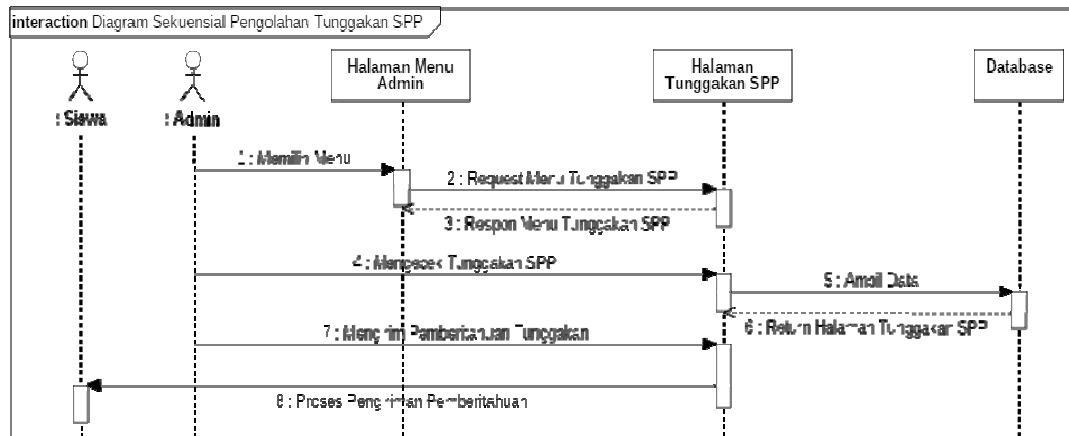 interaction Diagram Sekuensial Pengolahan Tunggakan SPP
: Siswa
: Admin
Halaman Menu
Admin
Halaman
Tunggakan SPP
Database
1 : Memilih Menu
2 : Request Menu Tunggakan SPP
3 : Respon Menu Tunggakan SPP
4 : Mengecek Tunggakan SPP
5 : Ambil Data
6 : Return Halaman Tunggakan SPP
7 : Mengirim Pemberitahuan Tunggakan
8 : Proses Pengiriman Pemberitahuan